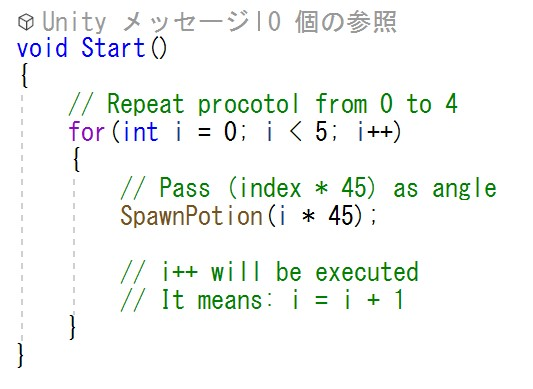 Unity メッセージ|0 個の参照
void Start()
{
// Repeat procotol from 0 to 4
for(int i = 0; i < 5; i++)
{
// Pass (index * 45) as angle
SpawnPotion(i * 45);
// i++ will be executed
// It means: i = i + 1
}
}